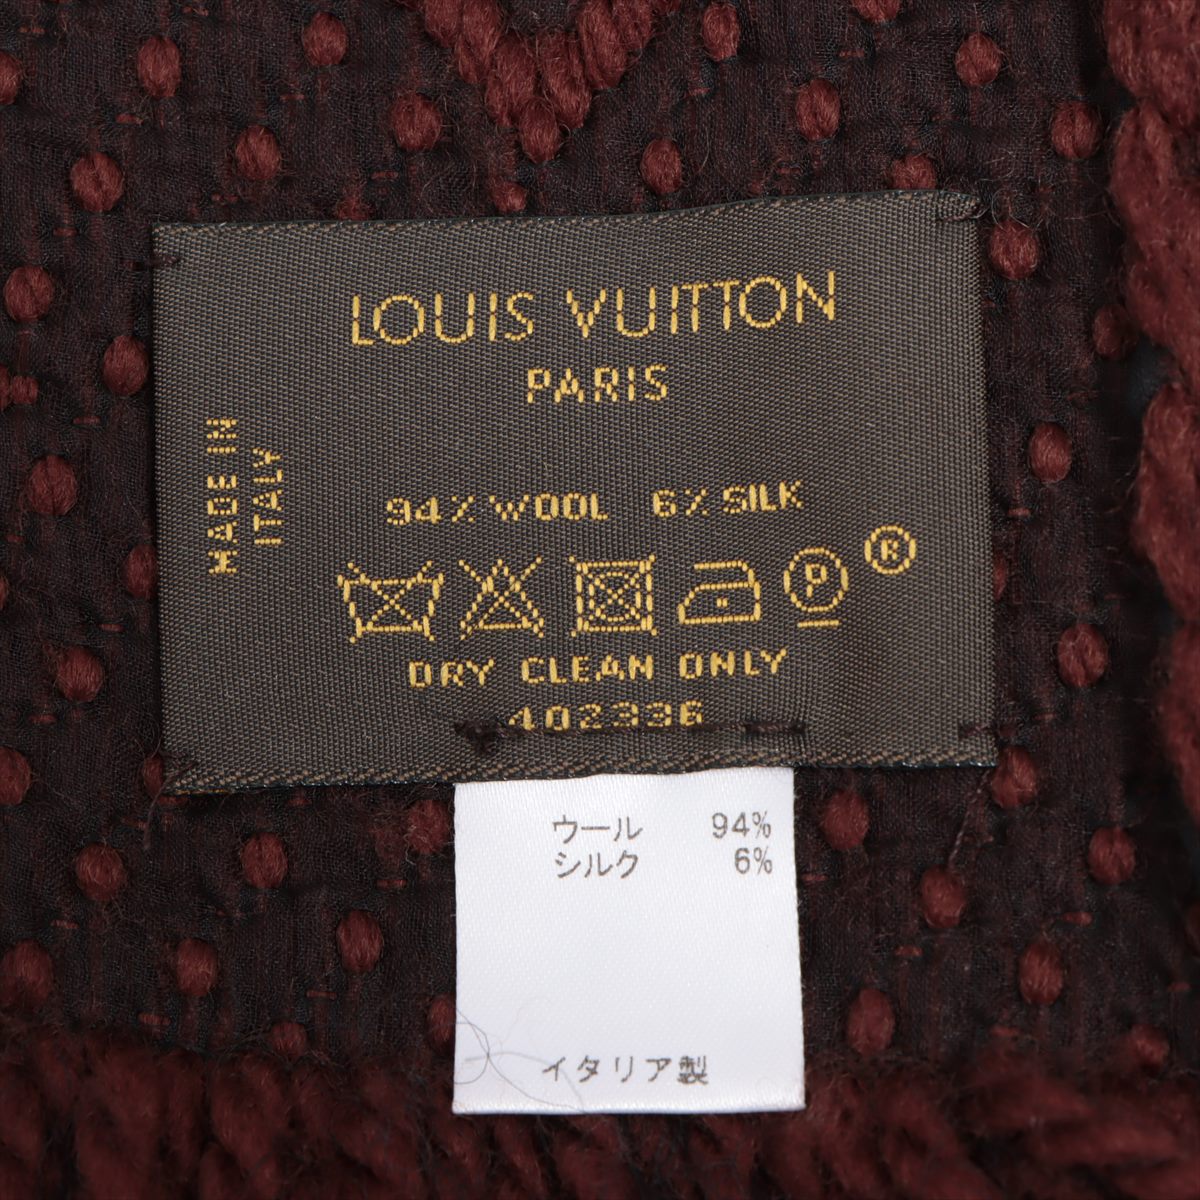 LOUIS VUITTON
PARIS
MADE IN
ITALY
94% WOOL 6% SILK
P ®
DRY CLEAN ONLY
402336
ウール 94%
シルク 6%
イタリア製